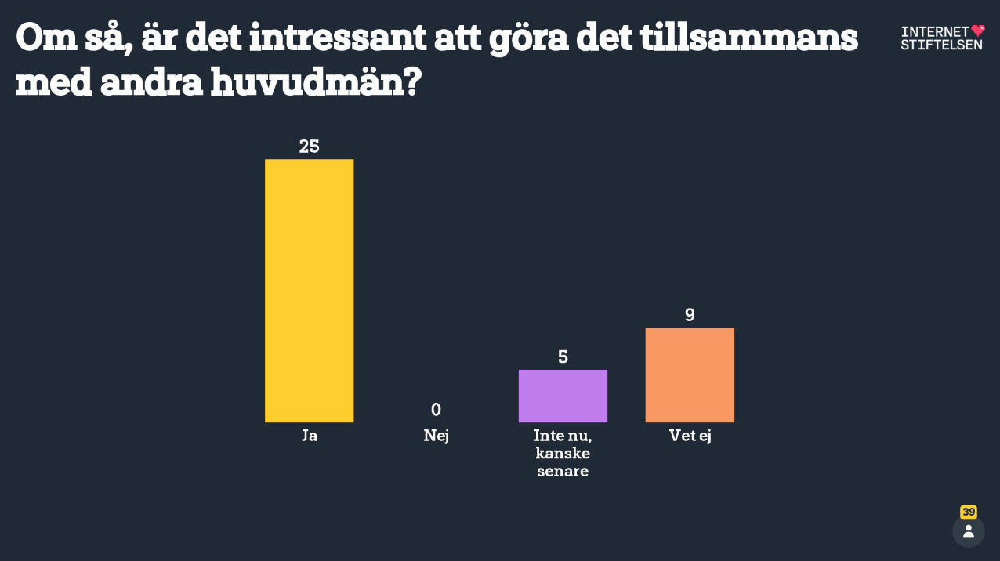 Om så, är det intressant att göra det tillsammans
med andra huvudmän?
INTERNET
STIFTELSEN
25
0
5
9
Ja
Nej
Inte nu,
kanske
senare
Vet ej
39